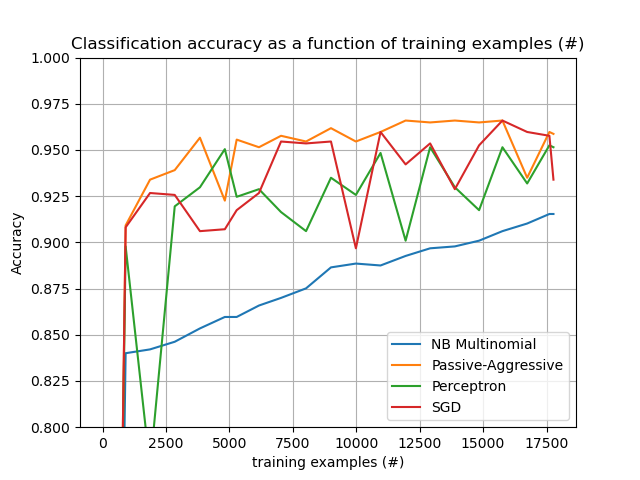 Classification accuracy as a function of training examples (#)
1.000
0.975
0.950
0.925
0.900
0.875
0.850
0.825
0.800
Accuracy
NB Multinomial
Passive-Aggressive
Perceptron
SGD
0 2500 5000 7500 10000 12500 15000 17500
training examples (#)